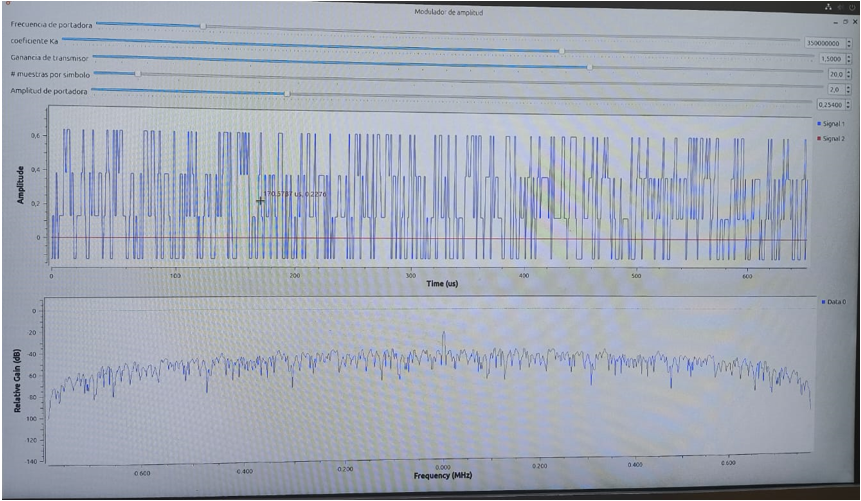 Modulador de amplitud
Frecuencia de portadora
350000000
coeficiente Ka
1,5000
Ganancia de transmisor
20,0
# muestras por simbolo
2,0
Amplitud de portadora
0,25400
Signal 1
Signal 2
0,6
0,4
0,2
0
Amplitude
170.5787 us, 0.2276
0 100 200 300 400 500 600
Time (us)
Data 0
0
20
40
60
80
100
120
140
Relative Gain (dB)
0.600 0.400 0.200 0.000 0.200 0.400 0.600
Frequency (MHz)